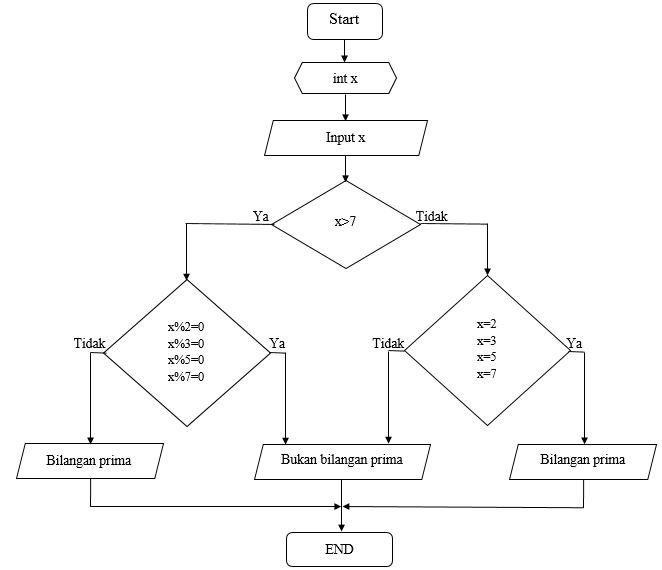 Start
int x
Input x
Ya
x>7
Tidak
Tidak
x%2=0
x%3=0
x%5=0
x%7=0
Ya
Tidak
x=2
x=3
x=5
x=7
Ya
Bilangan prima
Bukan bilangan prima
Bilangan prima
END